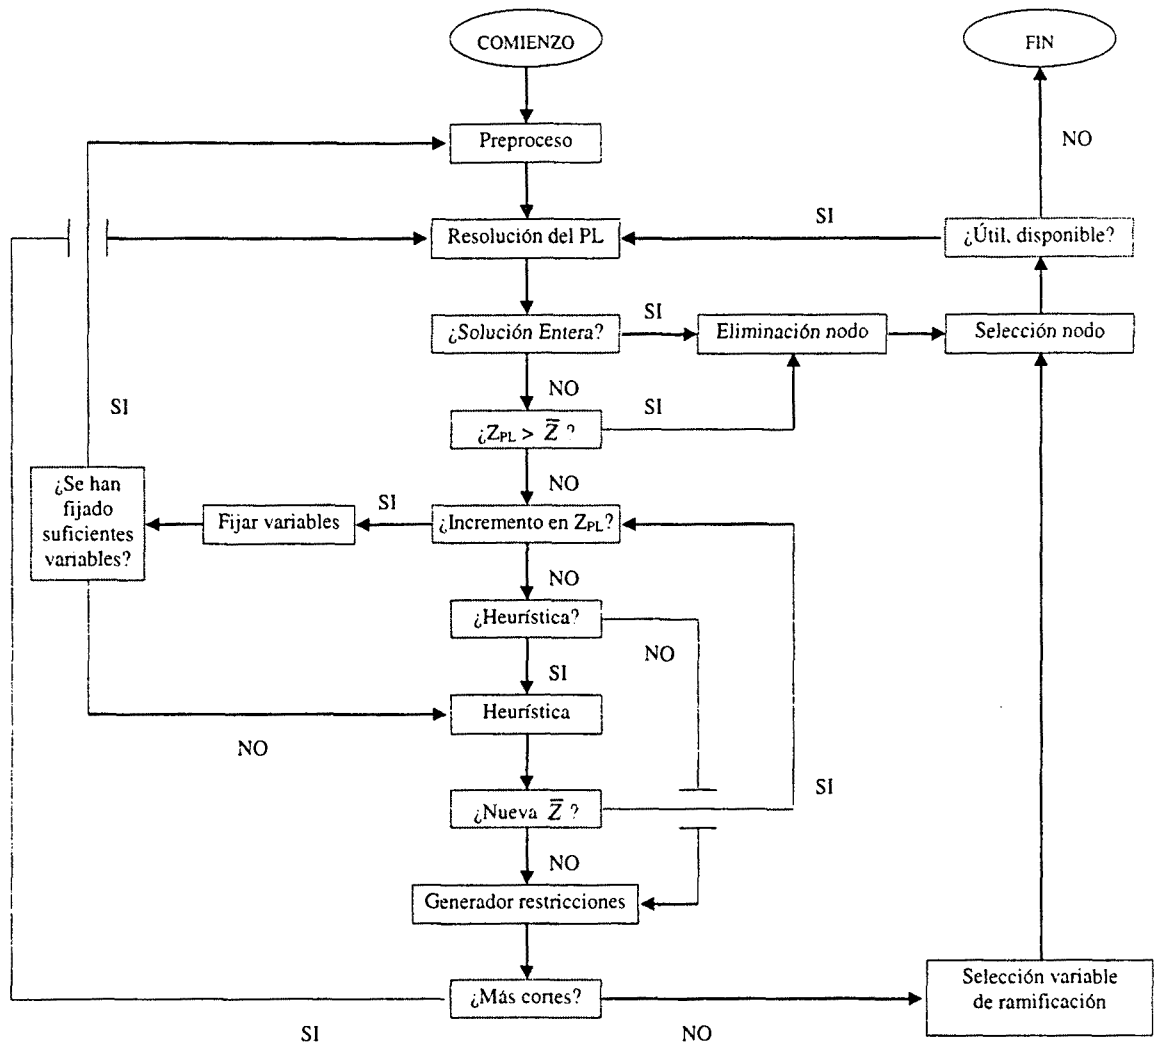 COMIENZO
FIN
Preproceso
NO
SI
Resolución del PL
¿Útil, disponible?
SI
¿Solución Entera?
Eliminación nodo
Selección nodo
NO
SI
SI
¿Z_PL > Z̅ ?
¿Se han
fijado
suficientes
variables?
NO
SI
Fijar variables
¿Incremento en Z_PL?
NO
¿Heurística?
NO
SI
Heurística
NO
SI
¿Nueva Z̅ ?
NO
Generador restricciones
Selección variable
de ramificación
¿Más cortes?
SI
NO